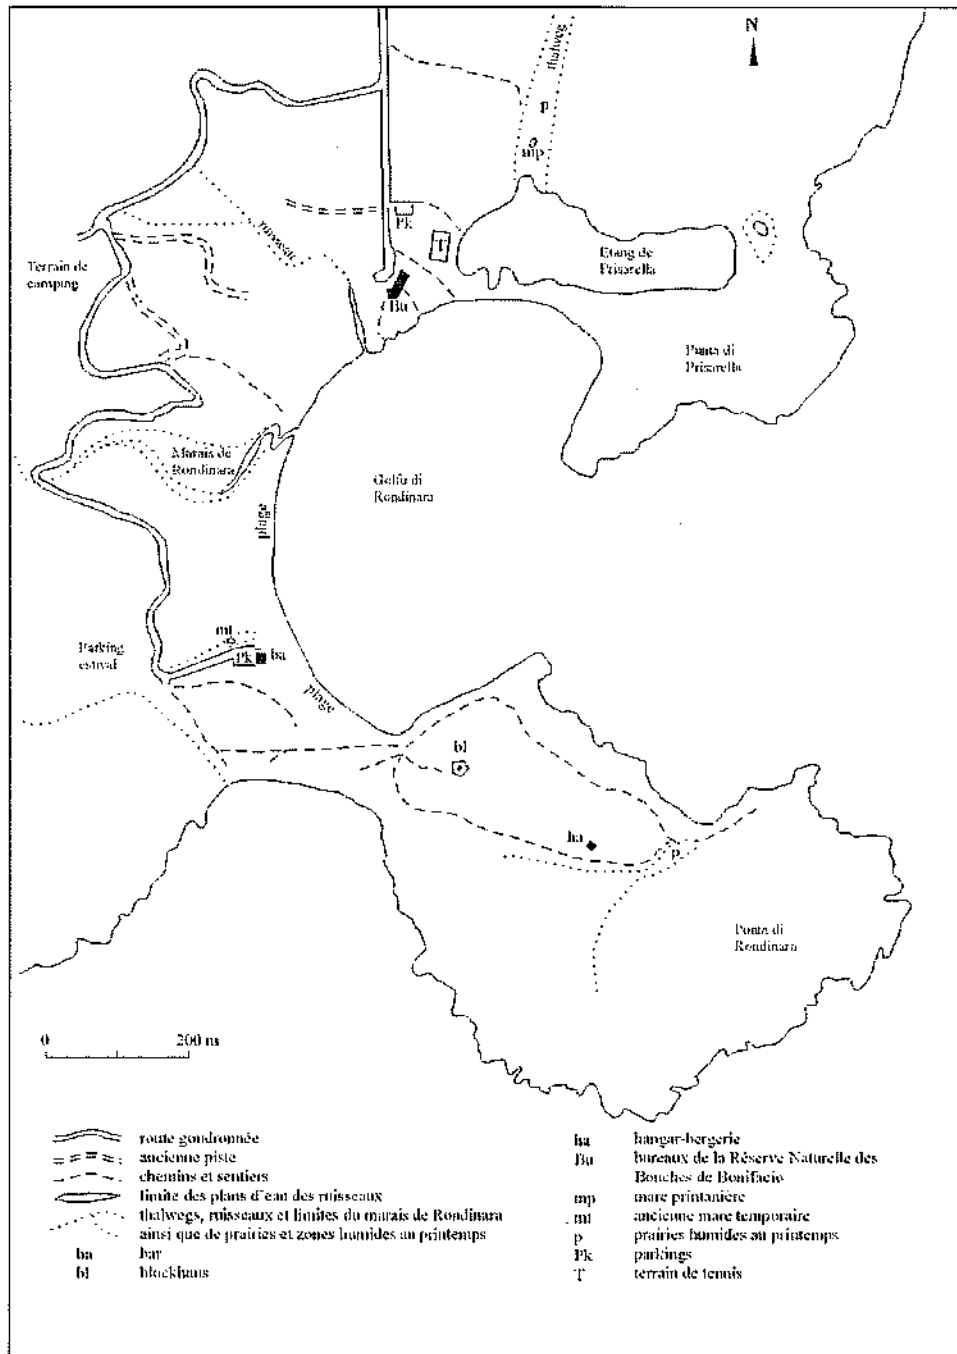 N
thalweg
p
mp
Pk
T
Etang de
Prisarella
ruisseau
Terrain de
camping
Bu
Punta di
Prisarella
Marais de
Rondinara
Golfu di
Rondinara
plage
mt
Parking
estival
Pk
ba
plage
bl
ha
p
Punta di
Rondinara
0 200 m
route goudronnée
ancienne piste
chemins et sentiers
limite des plans d'eau des ruisseaux
thalwegs, ruisseaux et limites du marais de Rondinara
ainsi que de prairies et zones humides au printemps
ba bar
bl blockhaus
ha hangar-bergerie
Bu bureaux de la Réserve Naturelle des
Bouches de Bonifacio
mp mare printanière
mt ancienne mare temporaire
p prairies humides au printemps
Pk parkings
T terrain de tennis